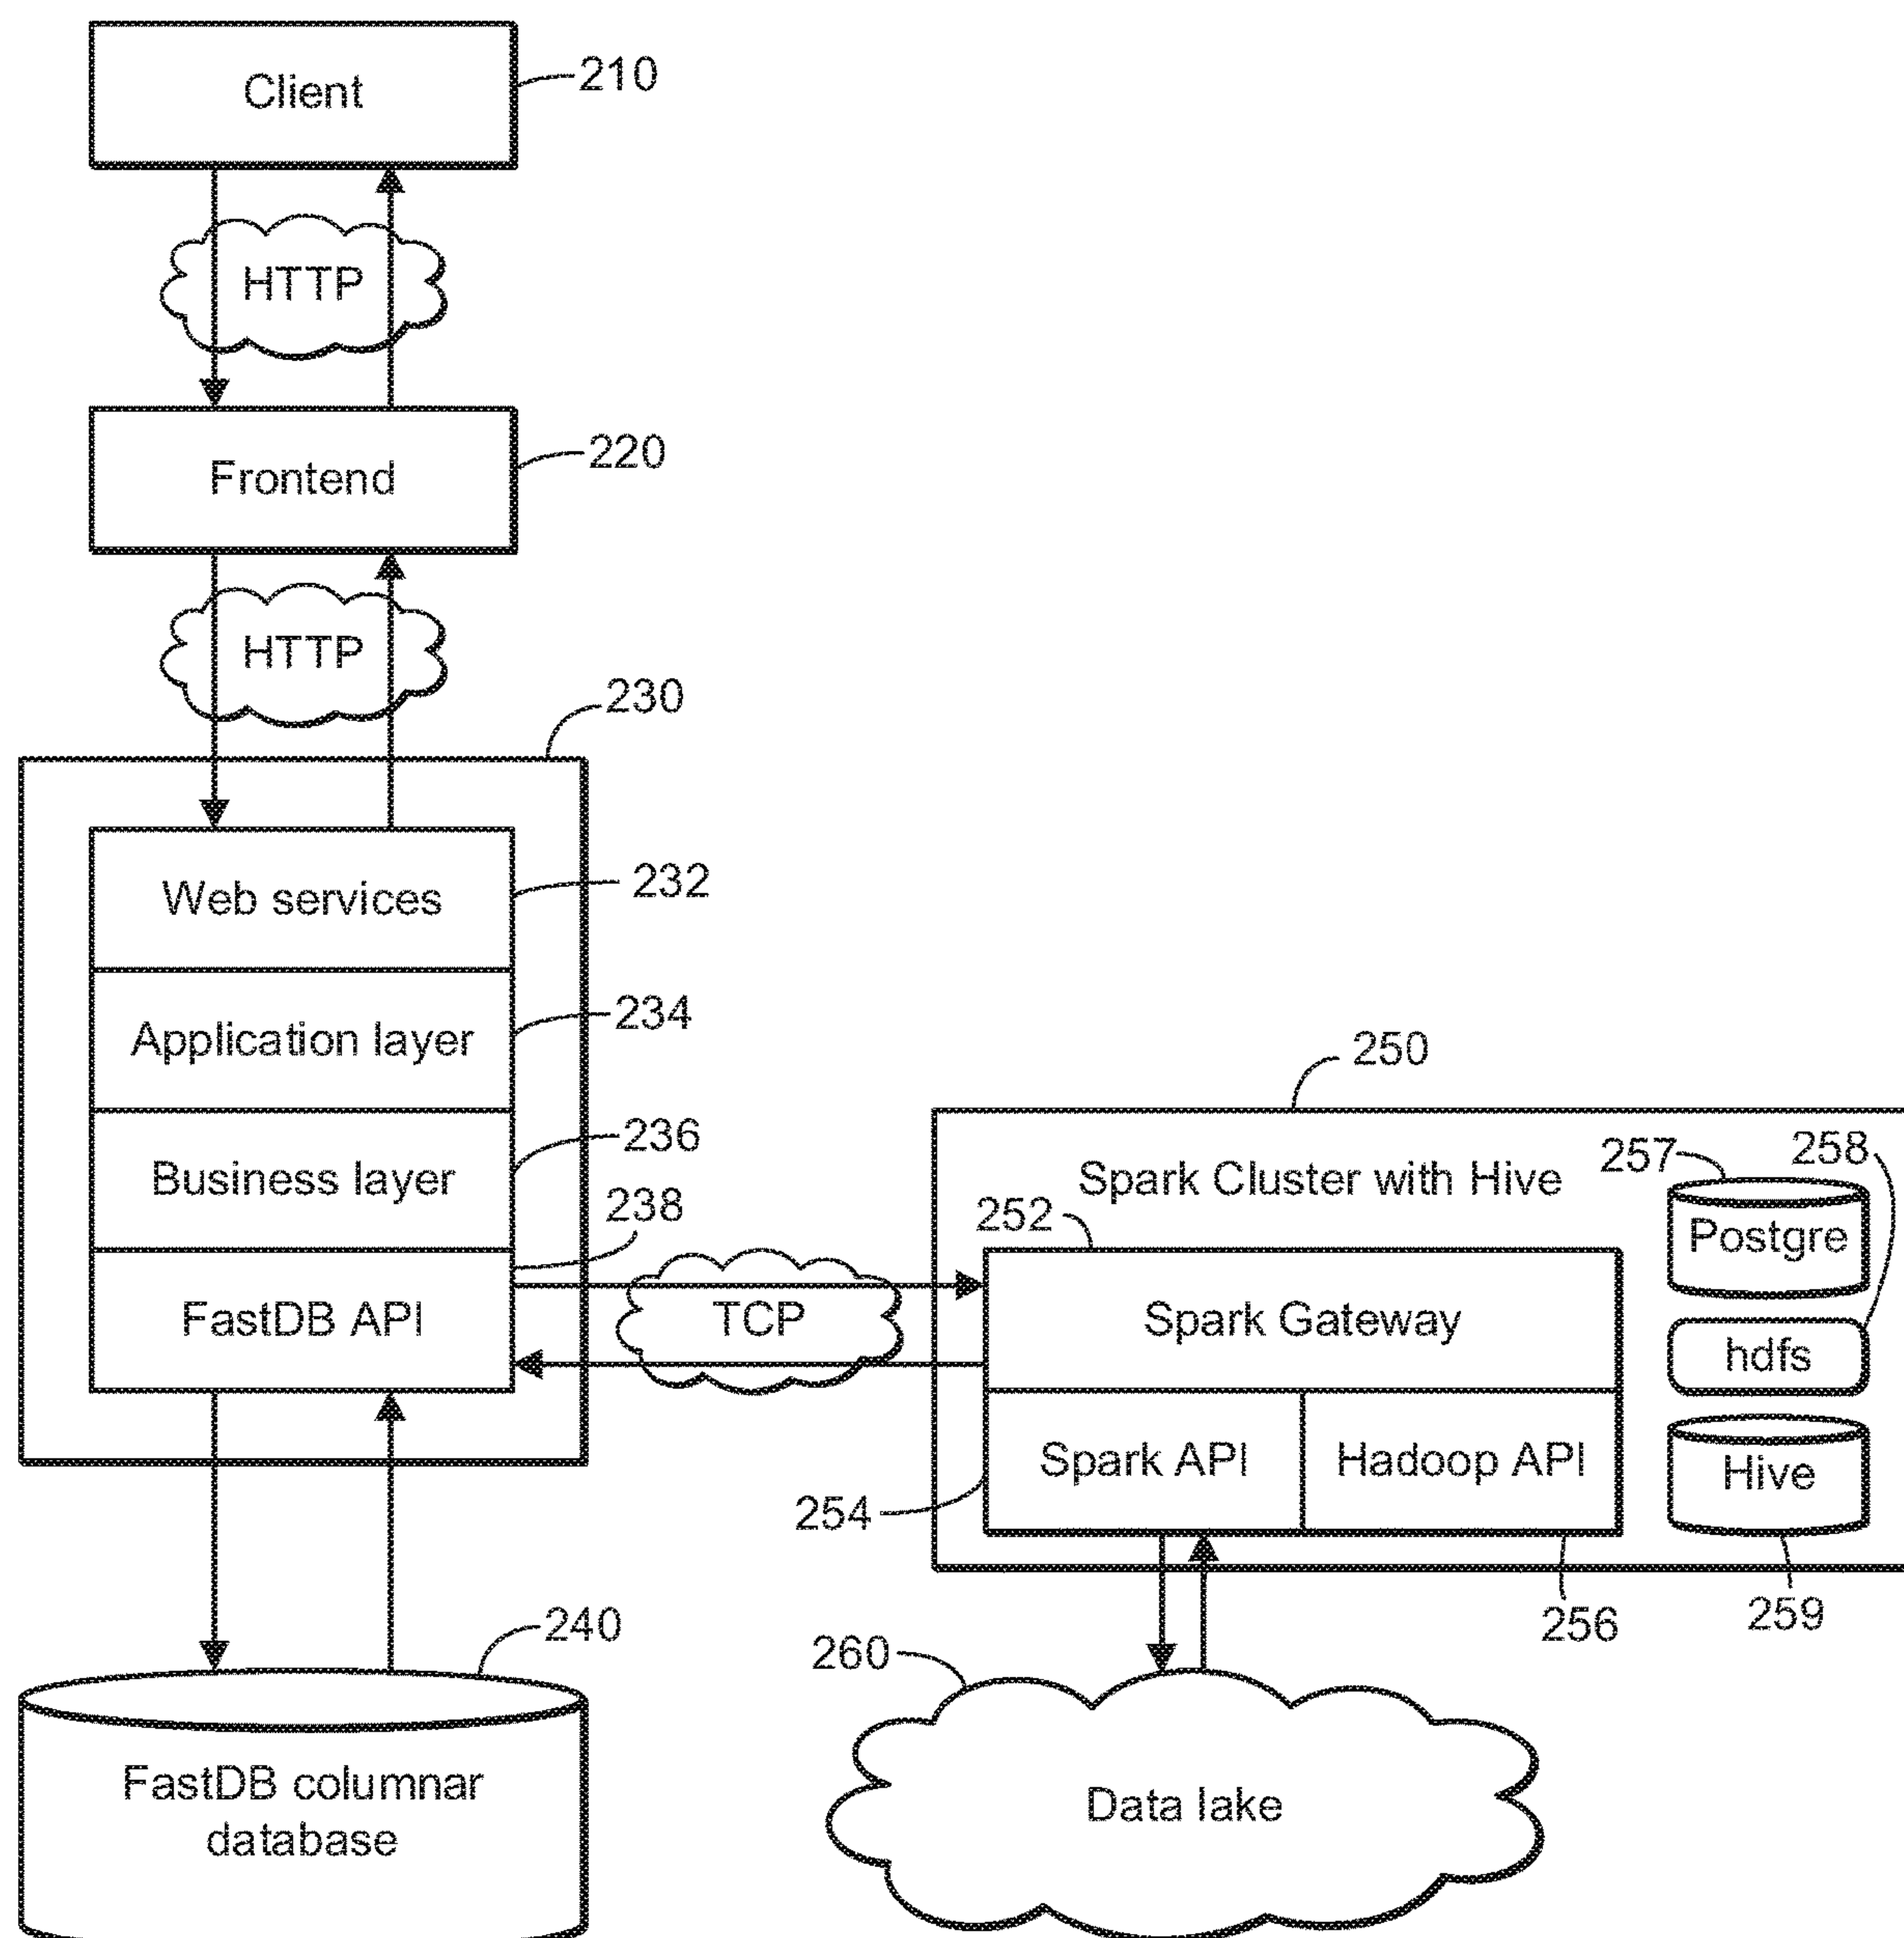 Client
210
HTTP
Frontend
220
HTTP
230
Web services
232
Application layer
234
Business layer
236
238
FastDB API
TCP
250
Spark Cluster with Hive
252
Spark Gateway
Spark API
Hadoop API
254
256
257
Postgre
258
hdfs
Hive
259
240
FastDB columnar
database
260
Data lake